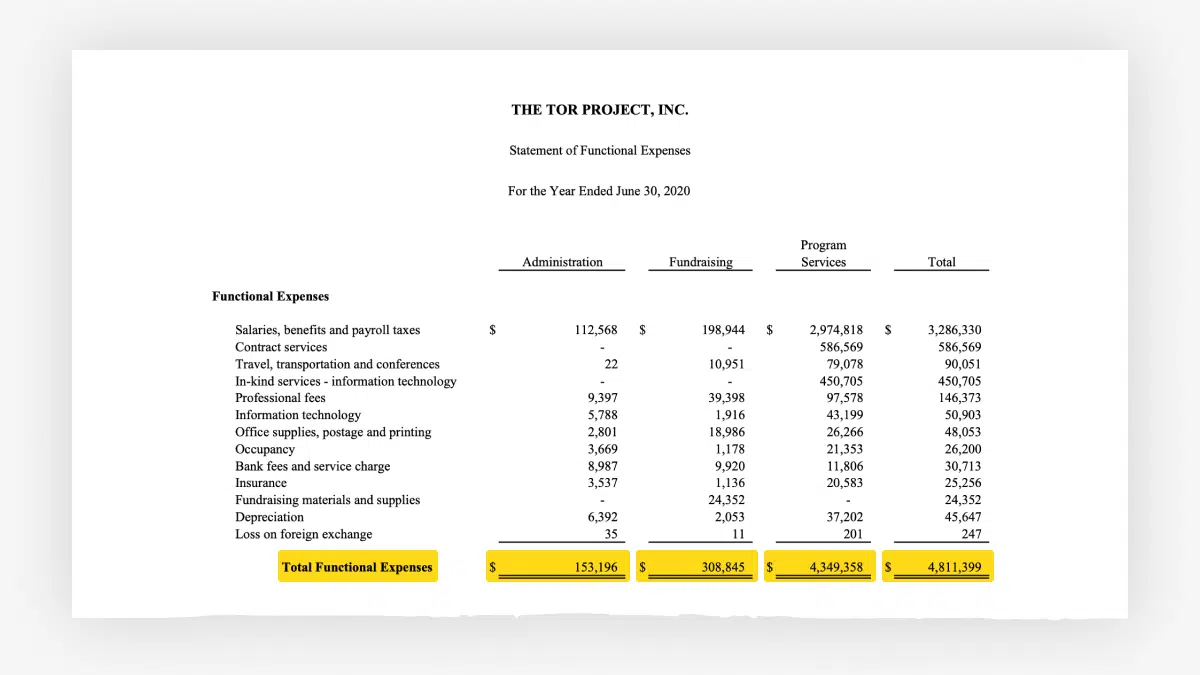 THE TOR PROJECT, INC.
Statement of Functional Expenses
For the Year Ended June 30, 2020
Program
Administration Fundraising Services Total
Functional Expenses
Salaries, benefits and payroll taxes $ 112,568 $ 198,944 $ 2,974,818 $ 3,286,330
Contract services - - 586,569 586,569
Travel, transportation and conferences 22 10,951 79,078 90,051
In-kind services - information technology - - 450,705 450,705
Professional fees 9,397 39,398 97,578 146,373
Information technology 5,788 1,916 43,199 50,903
Office supplies, postage and printing 2,801 18,986 26,266 48,053
Occupancy 3,669 1,178 21,353 26,200
Bank fees and service charge 8,987 9,920 11,806 30,713
Insurance 3,537 1,136 20,583 25,256
Fundraising materials and supplies - 24,352 - 24,352
Depreciation 6,392 2,053 37,202 45,647
Loss on foreign exchange 35 11 201 247
Total Functional Expenses $ 153,196 $ 308,845 $ 4,349,358 $ 4,811,399